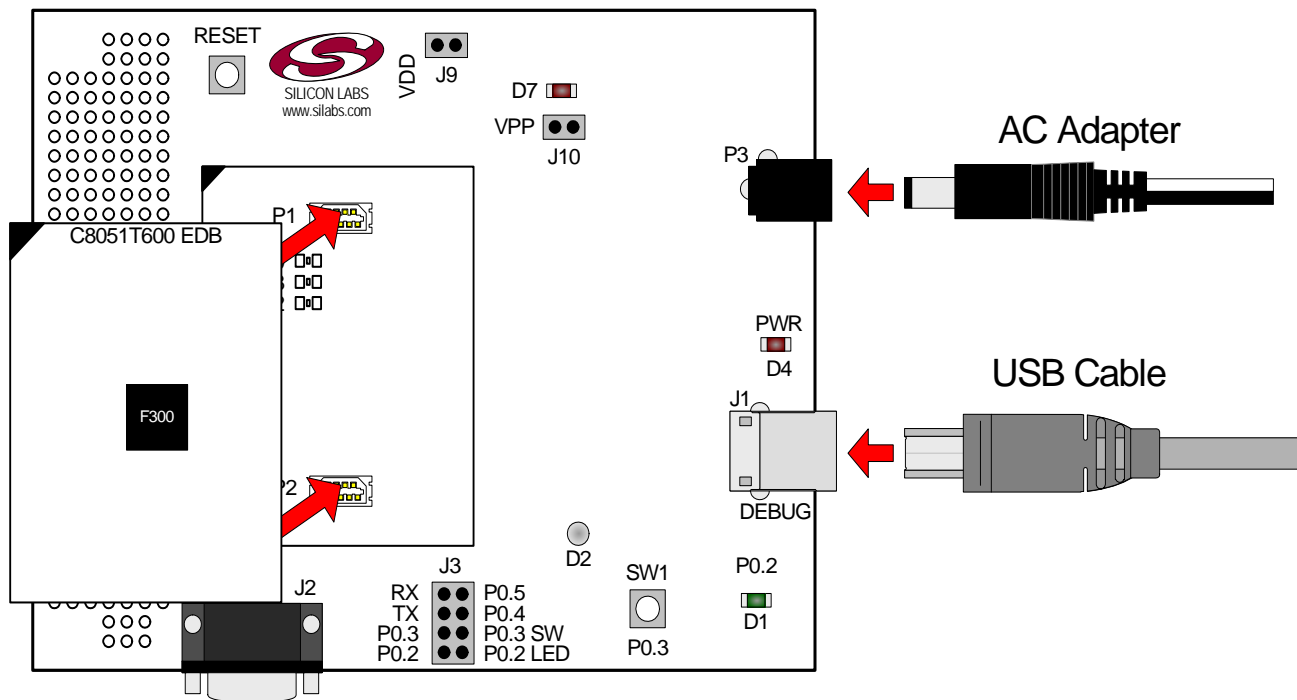 RESET
SILICON LABS
www.silabs.com
VDD
J9
D7
VPP
J10
P3
AC Adapter
P1
C8051T600 EDB
PWR
D4
USB Cable
F300
J1
P2
DEBUG
D2
J2
J3
RX P0.5
TX P0.4
P0.3 P0.3 SW
P0.2 P0.2 LED
SW1
P0.3
P0.2
D1